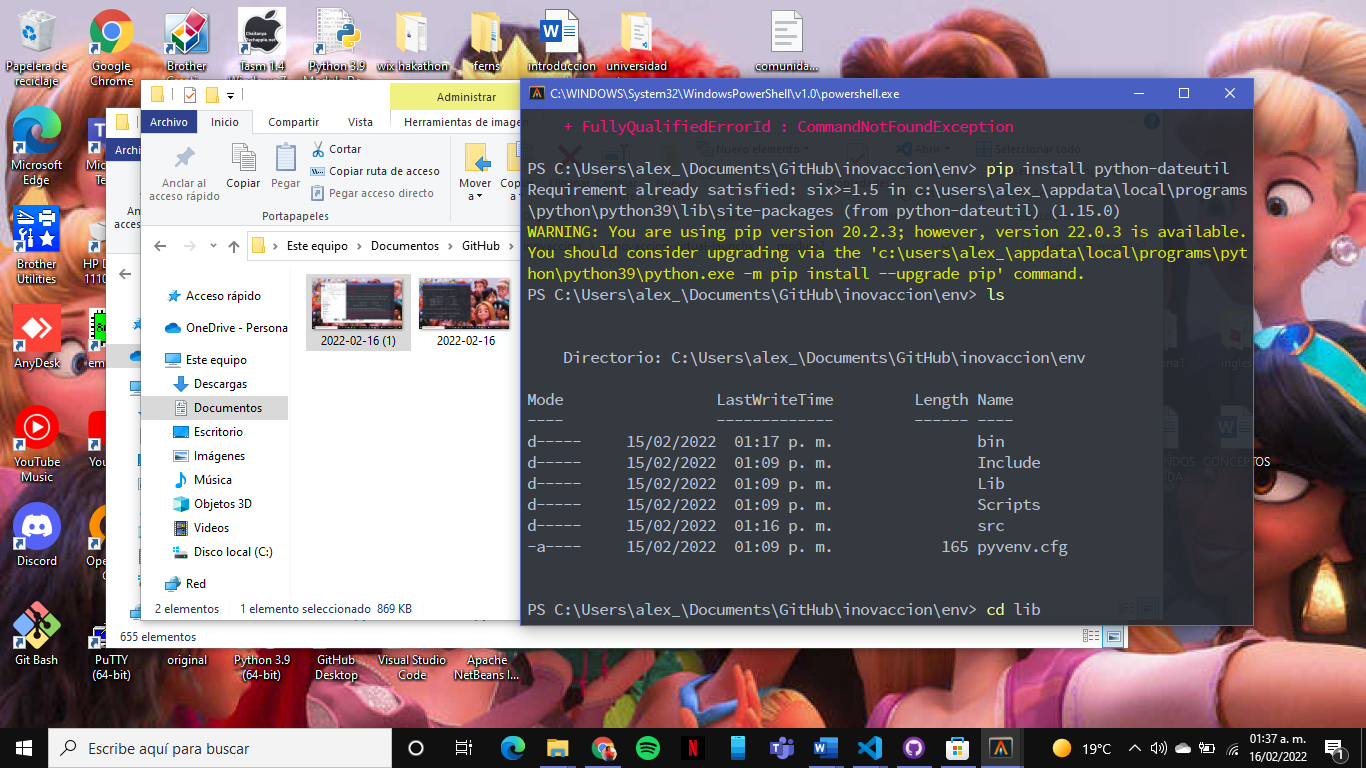 Papelera de reciclaje
Google Chrome
Brother
Tasm 1.4
Python 3.9
wix hakathon
ferns
introduccion
universidad
comunida...
Microsoft Edge
Brother Utilities
HP D
AnyDesk
YouTube Music
Discord
Git Bash
PuTTY (64-bit)
original
Python 3.9 (64-bit)
GitHub Desktop
Visual Studio Code
Apache NetBeans I...
CONCEPTOS
Administrar
Archivo
Inicio
Compartir
Vista
Herramientas de imagen
Anclar al acceso rápido
Copiar
Pegar
Cortar
Copiar ruta de acceso
Pegar acceso directo
Mover a
Portapapeles
Este equipo
Documentos
GitHub
Acceso rápido
OneDrive - Persona
Este equipo
Descargas
Documentos
Escritorio
Imágenes
Música
Objetos 3D
Videos
Disco local (C:)
Red
2022-02-16 (1)
2022-02-16
2 elementos
1 elemento seleccionado 869 KB
655 elementos
C:\WINDOWS\System32\WindowsPowerShell\v1.0\powershell.exe
+ FullyQualifiedErrorId : CommandNotFoundException
PS C:\Users\alex_\Documents\GitHub\inovaccion\env> pip install python-dateutil
Requirement already satisfied: six>=1.5 in c:\users\alex_\appdata\local\programs
\python\python39\lib\site-packages (from python-dateutil) (1.15.0)
WARNING: You are using pip version 20.2.3; however, version 22.0.3 is available.
You should consider upgrading via the 'c:\users\alex_\appdata\local\programs\pyt
hon\python39\python.exe -m pip install --upgrade pip' command.
PS C:\Users\alex_\Documents\GitHub\inovaccion\env> ls
Directorio: C:\Users\alex_\Documents\GitHub\inovaccion\env
Mode LastWriteTime Length Name
---- ------------- ------ ----
d----- 15/02/2022 01:17 p. m. bin
d----- 15/02/2022 01:09 p. m. Include
d----- 15/02/2022 01:09 p. m. Lib
d----- 15/02/2022 01:09 p. m. Scripts
d----- 15/02/2022 01:16 p. m. src
-a---- 15/02/2022 01:09 p. m. 165 pyvenv.cfg
PS C:\Users\alex_\Documents\GitHub\inovaccion\env> cd lib
Escribe aquí para buscar
19°C
01:37 a. m.
16/02/2022
1